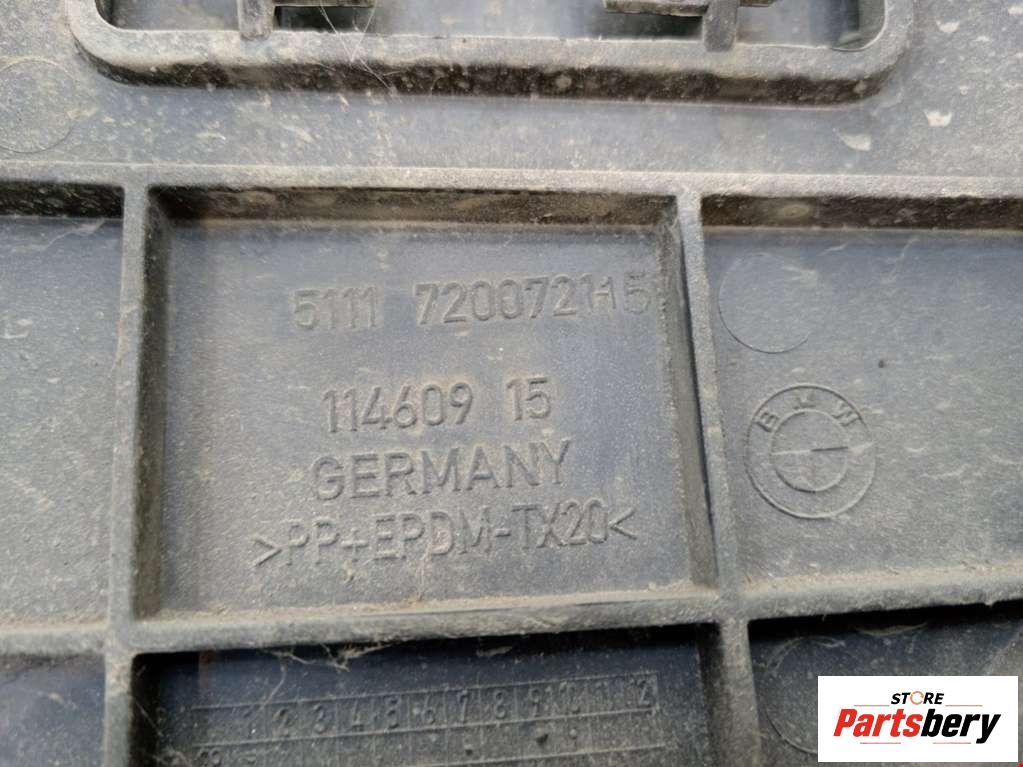 5111 7200721-15
114609 15
GERMANY
>PP+EPDM-TX20<
BMW
1 2 3 4 5 6 7 8 9 10 11 12
STORE
Partsbery